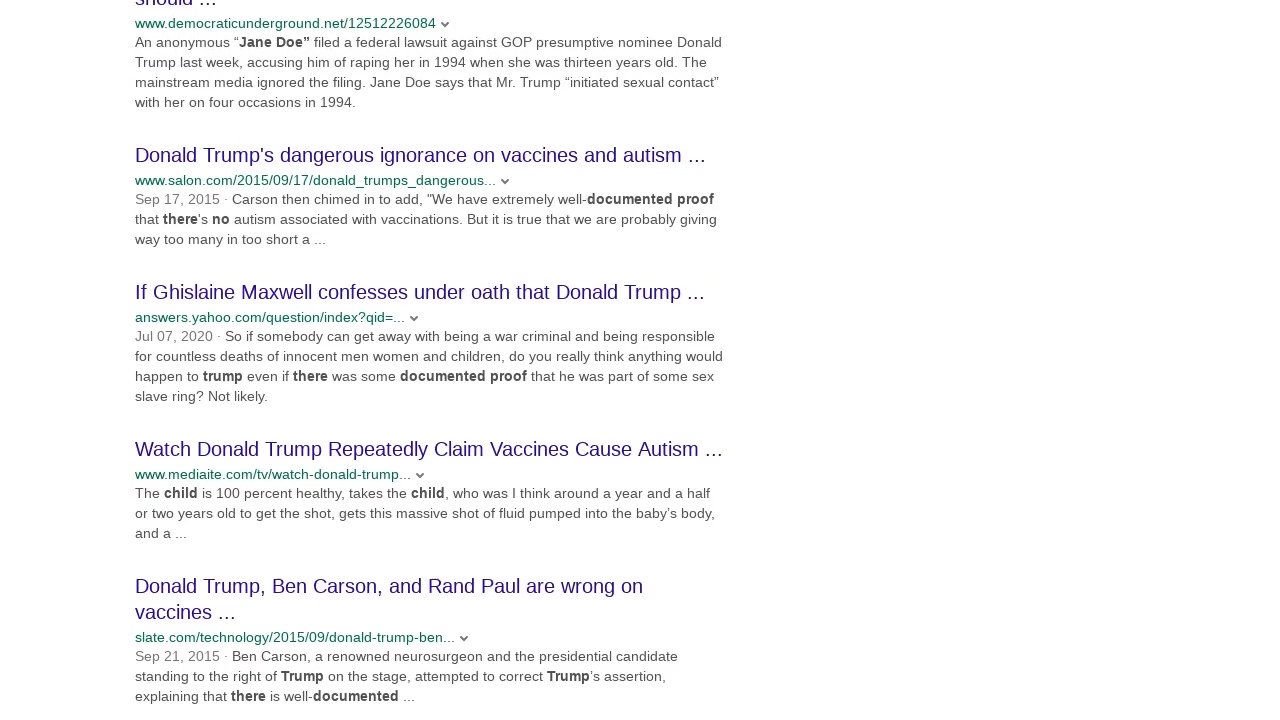 should ...
www.democraticunderground.net/12512226084
An anonymous “Jane Doe” filed a federal lawsuit against GOP presumptive nominee Donald
Trump last week, accusing him of raping her in 1994 when she was thirteen years old. The
mainstream media ignored the filing. Jane Doe says that Mr. Trump “initiated sexual contact”
with her on four occasions in 1994.
Donald Trump's dangerous ignorance on vaccines and autism ...
www.salon.com/2015/09/17/donald_trumps_dangerous...
Sep 17, 2015 · Carson then chimed in to add, "We have extremely well-documented proof
that there's no autism associated with vaccinations. But it is true that we are probably giving
way too many in too short a ...
If Ghislaine Maxwell confesses under oath that Donald Trump ...
answers.yahoo.com/question/index?qid=...
Jul 07, 2020 · So if somebody can get away with being a war criminal and being responsible
for countless deaths of innocent men women and children, do you really think anything would
happen to trump even if there was some documented proof that he was part of some sex
slave ring? Not likely.
Watch Donald Trump Repeatedly Claim Vaccines Cause Autism ...
www.mediaite.com/tv/watch-donald-trump...
The child is 100 percent healthy, takes the child, who was I think around a year and a half
or two years old to get the shot, gets this massive shot of fluid pumped into the baby’s body,
and a ...
Donald Trump, Ben Carson, and Rand Paul are wrong on
vaccines ...
slate.com/technology/2015/09/donald-trump-ben...
Sep 21, 2015 · Ben Carson, a renowned neurosurgeon and the presidential candidate
standing to the right of Trump on the stage, attempted to correct Trump’s assertion,
explaining that there is well-documented ...